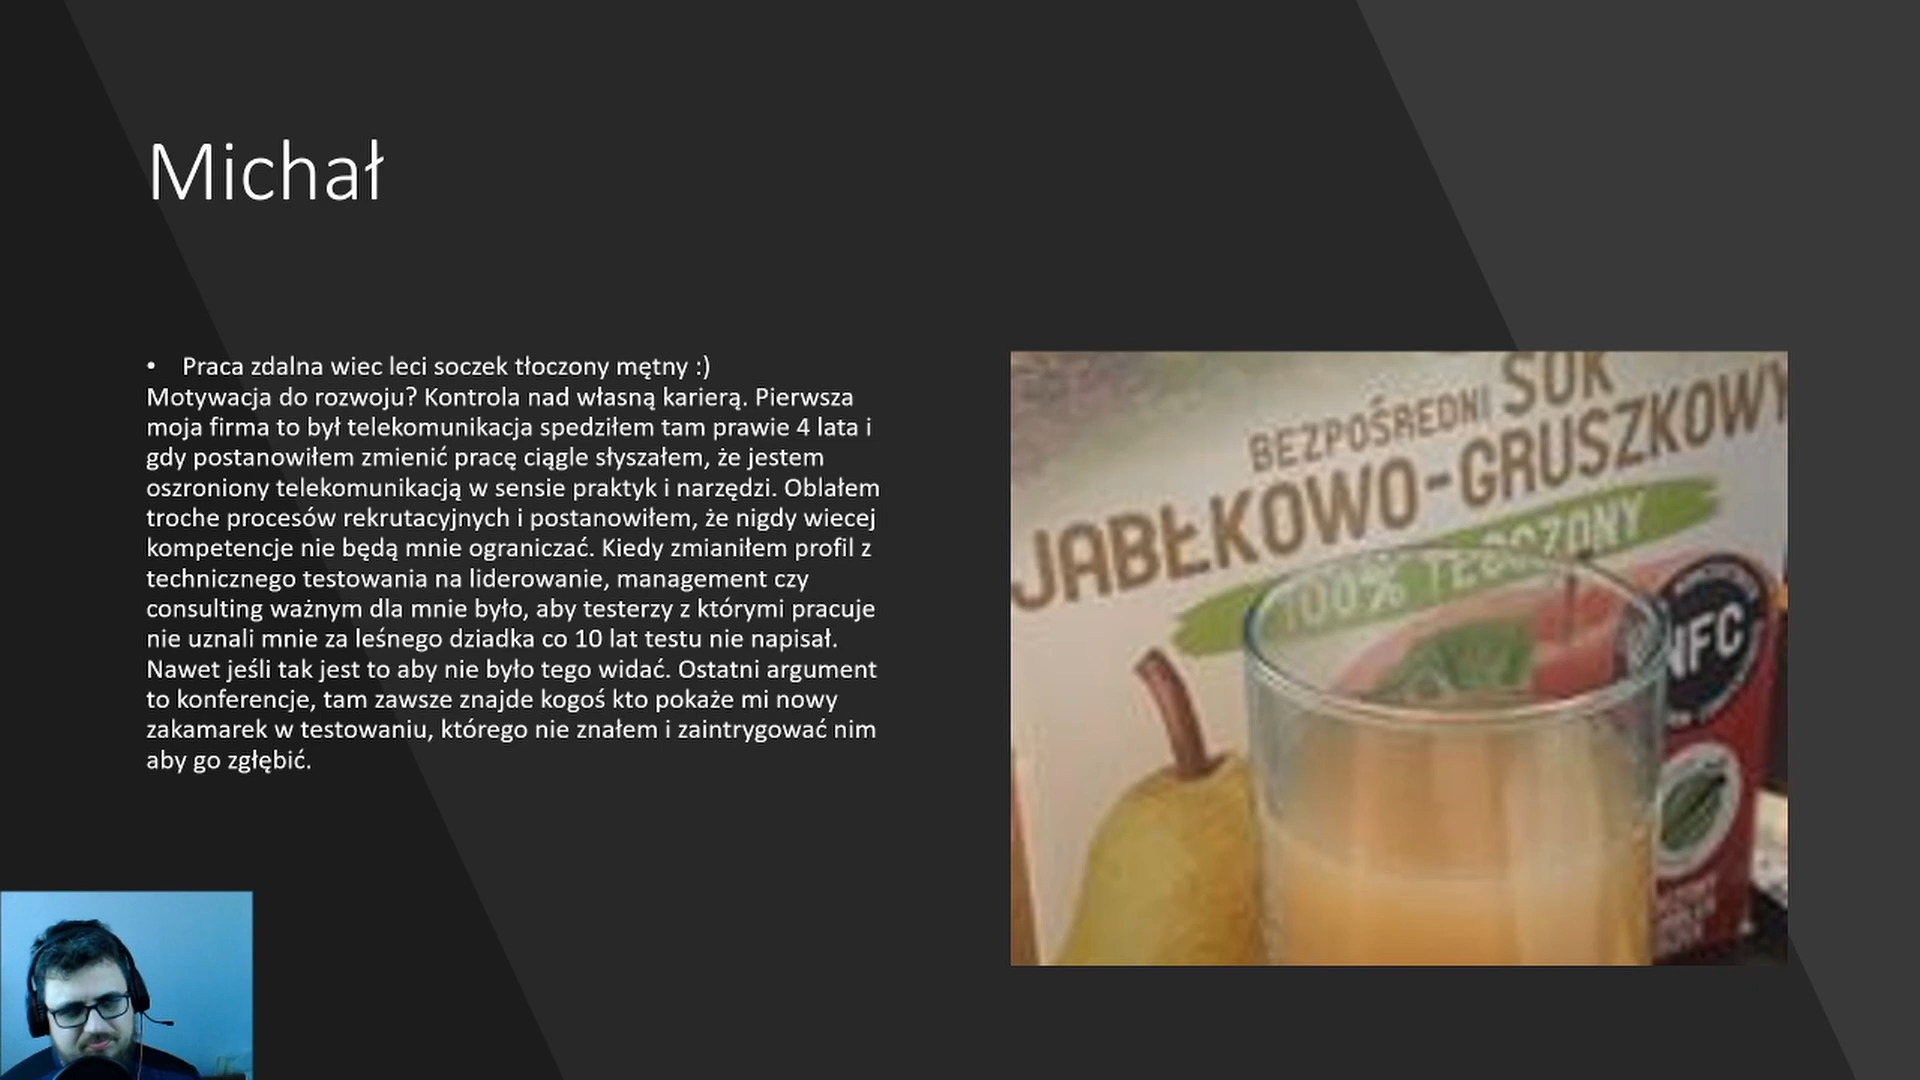 Michał
• Praca zdalna wiec leci soczek tłoczony mętny :)
Motywacja do rozwoju? Kontrola nad własną karierą. Pierwsza
moja firma to był telekomunikacja spedziłem tam prawie 4 lata i
gdy postanowiłem zmienić pracę ciągle słyszałem, że jestem
oszroniony telekomunikacją w sensie praktyk i narzędzi. Oblałem
troche procesów rekrutacyjnych i postanowiłem, że nigdy wiecej
kompetencje nie będą mnie ograniczać. Kiedy zmianiłem profil z
technicznego testowania na liderowanie, management czy
consulting ważnym dla mnie było, aby testerzy z którymi pracuje
nie uznali mnie za leśnego dziadka co 10 lat testu nie napisał.
Nawet jeśli tak jest to aby nie było tego widać. Ostatni argument
to konferencje, tam zawsze znajde kogoś kto pokaże mi nowy
zakamarek w testowaniu, którego nie znałem i zaintrygować nim
aby go zgłębić.
BEZPOŚREDNI SOK
JABŁKOWO-GRUSZKOWY
100% TŁOCZONY
NFC